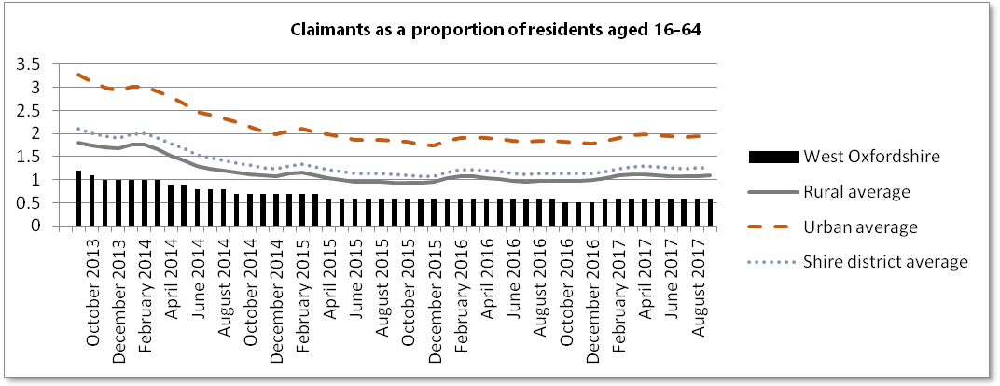 Claimants as a proportion of residents aged 16-64
3.5
3
2.5
2
1.5
1
0.5
0
October 2013
December 2013
February 2014
April 2014
June 2014
August 2014
October 2014
December 2014
February 2015
April 2015
June 2015
August 2015
October 2015
December 2015
February 2016
April 2016
June 2016
August 2016
October 2016
December 2016
February 2017
April 2017
June 2017
August 2017
West Oxfordshire
Rural average
Urban average
Shire district average